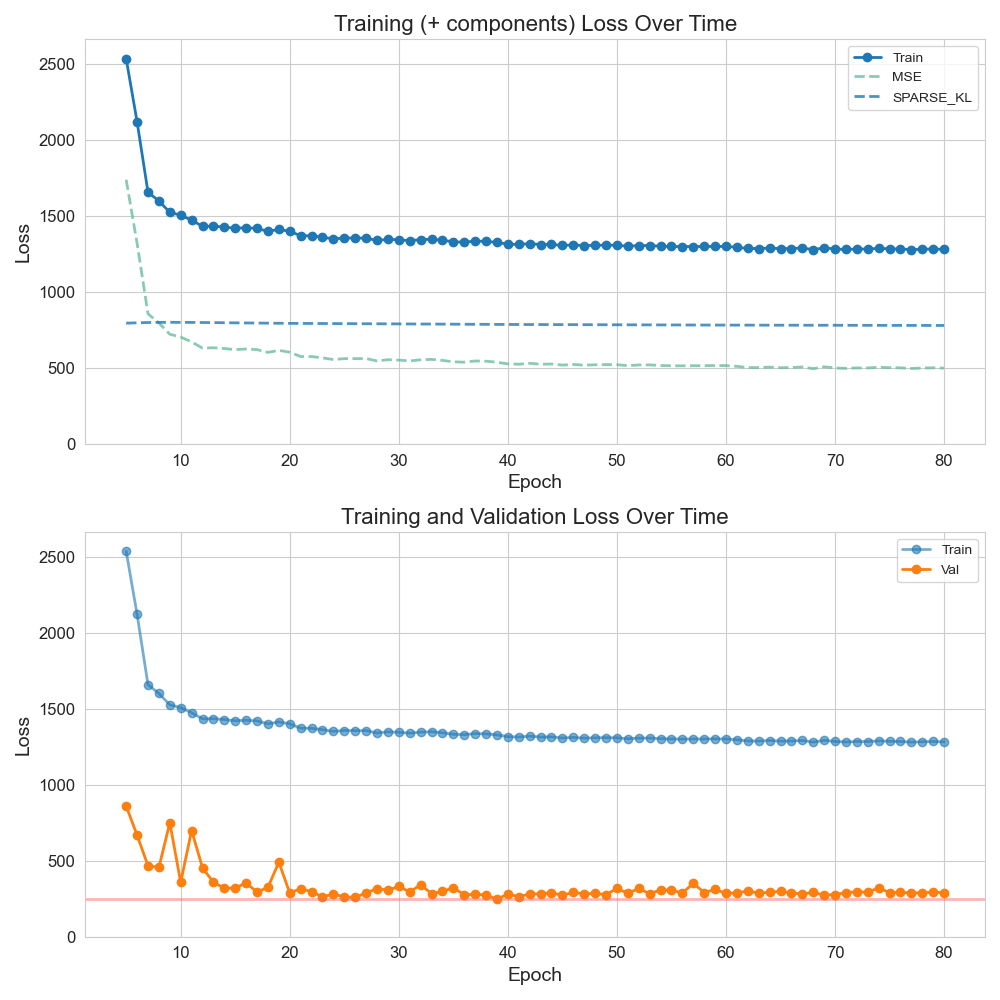 Training (+ components) Loss Over Time
Loss
2500
2000
1500
1000
500
0
Train
MSE
SPARSE_KL
10 20 30 40 50 60 70 80
Epoch
Training and Validation Loss Over Time
Loss
2500
2000
1500
1000
500
0
Train
Val
10 20 30 40 50 60 70 80
Epoch